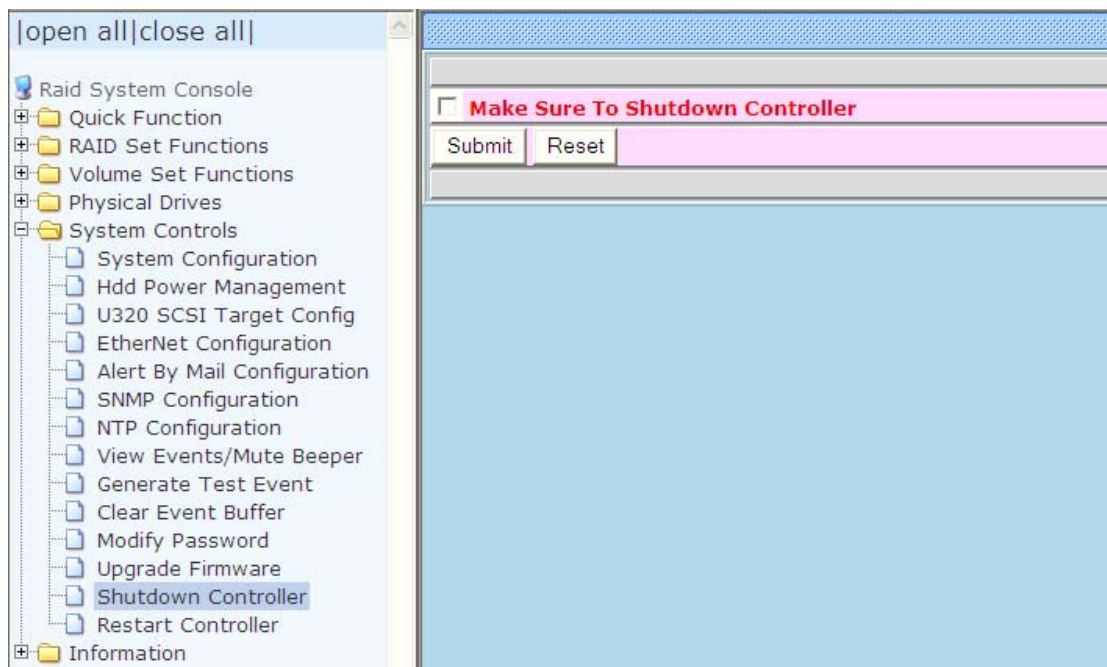 |open all|close all|
Raid System Console
Quick Function
RAID Set Functions
Volume Set Functions
Physical Drives
System Controls
System Configuration
Hdd Power Management
U320 SCSI Target Config
EtherNet Configuration
Alert By Mail Configuration
SNMP Configuration
NTP Configuration
View Events/Mute Beeper
Generate Test Event
Clear Event Buffer
Modify Password
Upgrade Firmware
Shutdown Controller
Restart Controller
Information
Make Sure To Shutdown Controller
Submit Reset